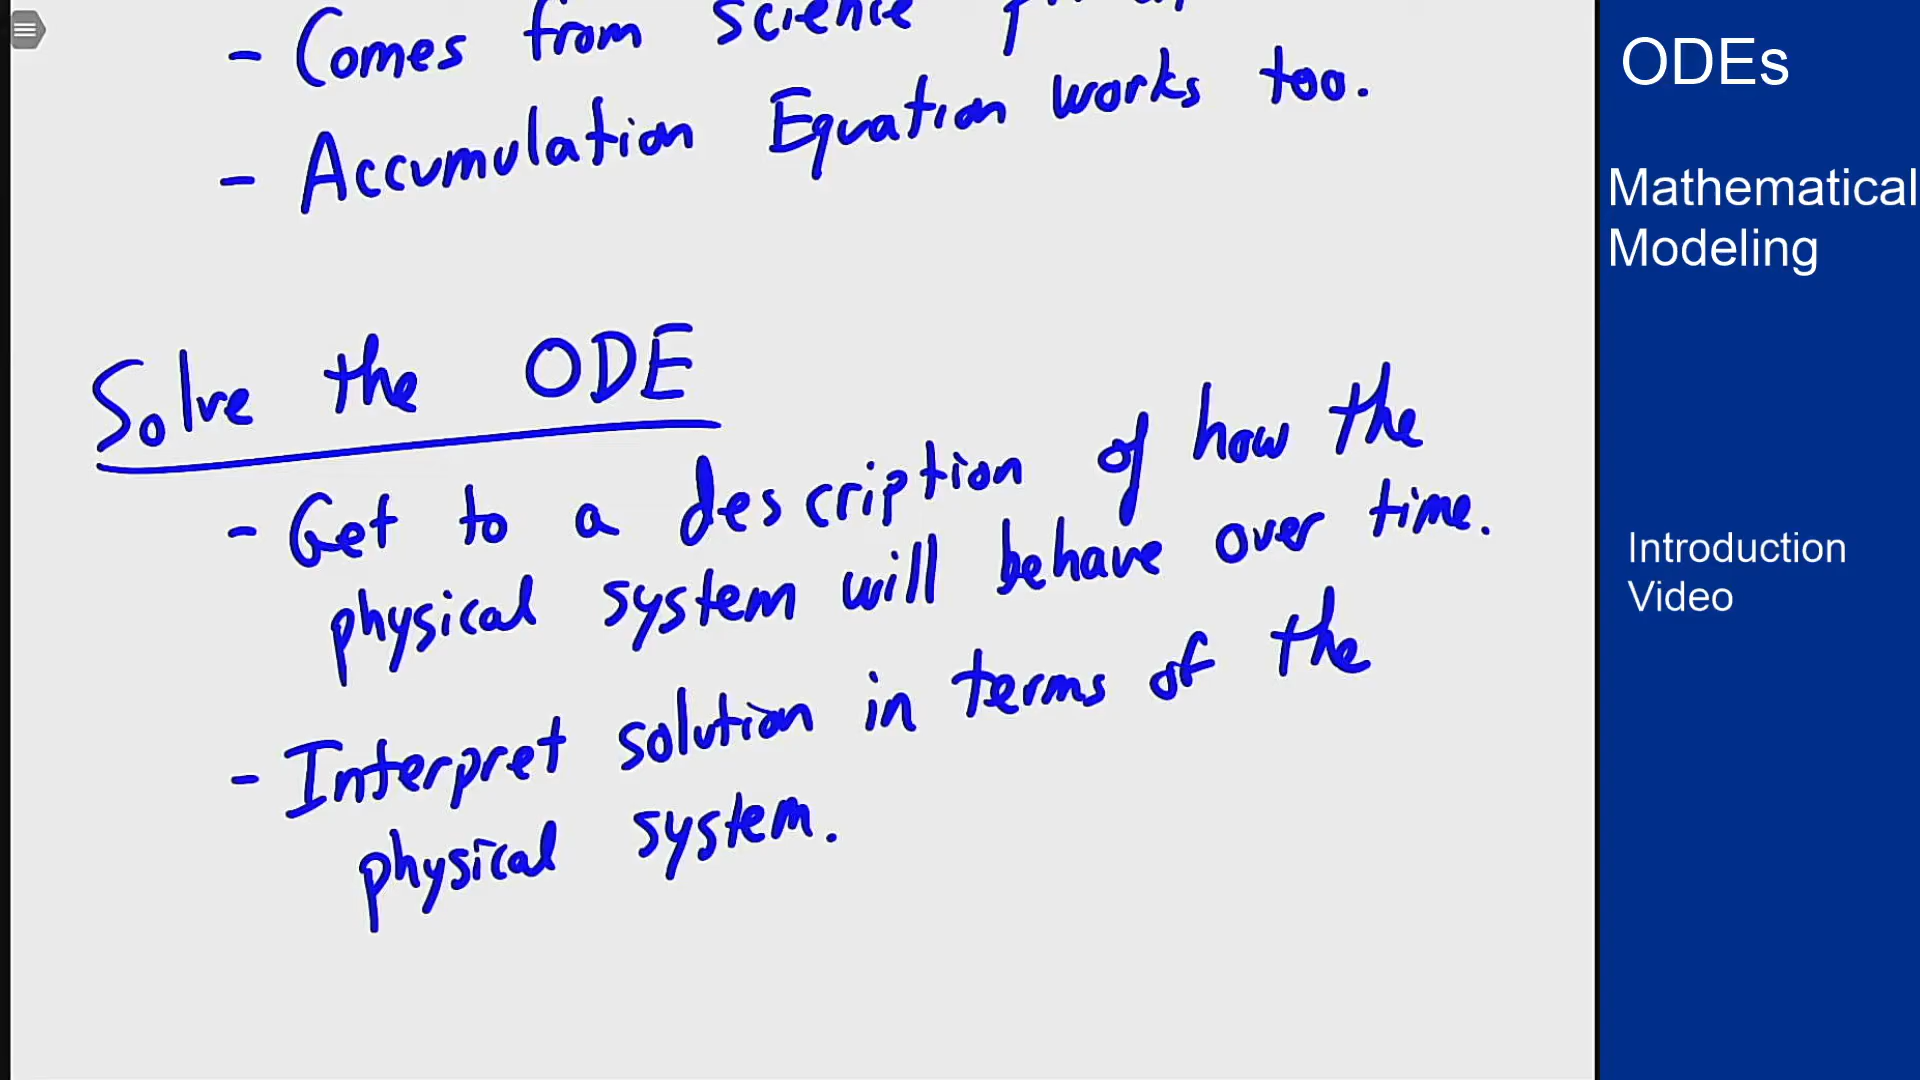 - Comes from science
- Accumulation Equation works too.
Solve the ODE
- Get to a description of how the
physical system will behave over time.
- Interpret solution in terms of the
physical system.
ODEs
Mathematical
Modeling
Introduction
Video